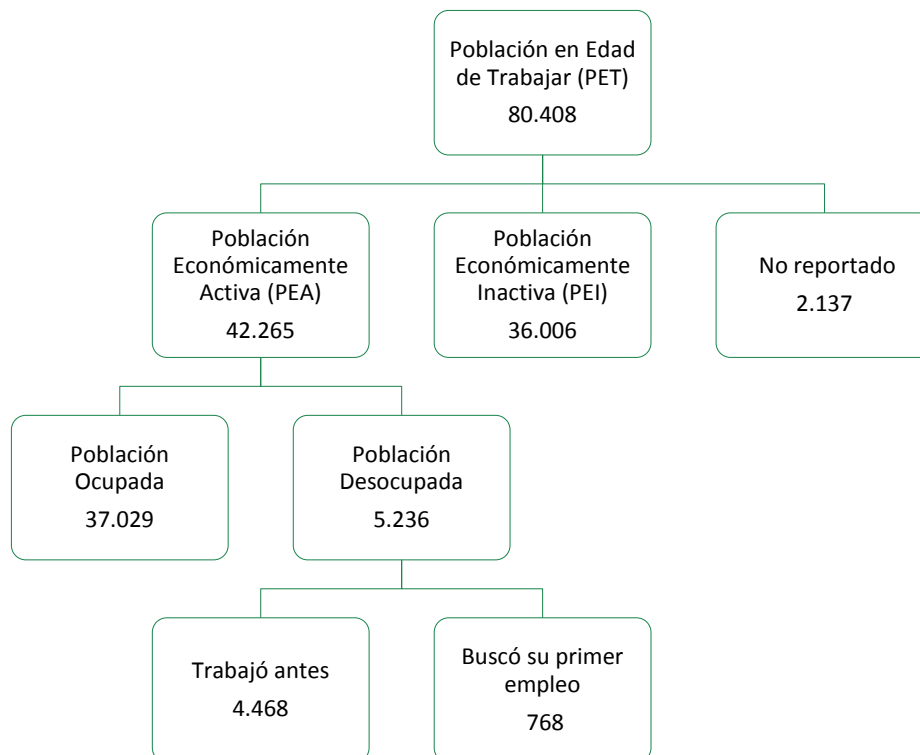 Población en Edad
de Trabajar (PET)
80.408
Población
Económicamente
Activa (PEA)
42.265
Población
Económicamente
Inactiva (PEI)
36.006
No reportado
2.137
Población
Ocupada
37.029
Población
Desocupada
5.236
Trabajó antes
4.468
Buscó su primer
empleo
768